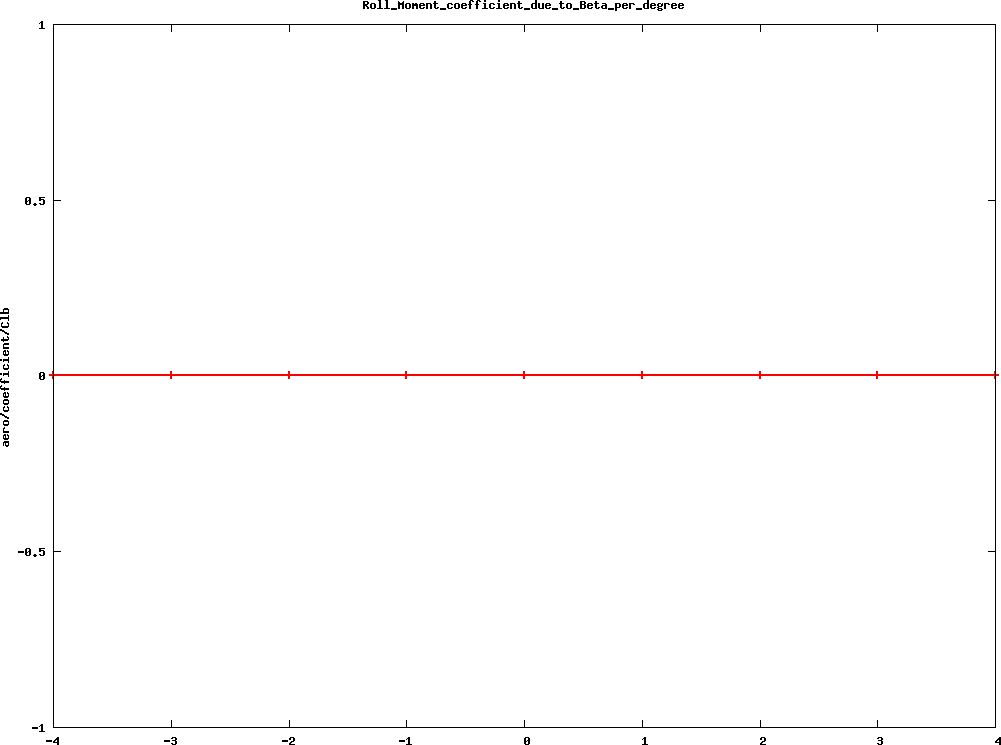 Roll_Moment_coefficient_due_to_Beta_per_degree
1
0.5
0
-0.5
-1
aero/coefficient/Clb
-4 -3 -2 -1 0 1 2 3 4